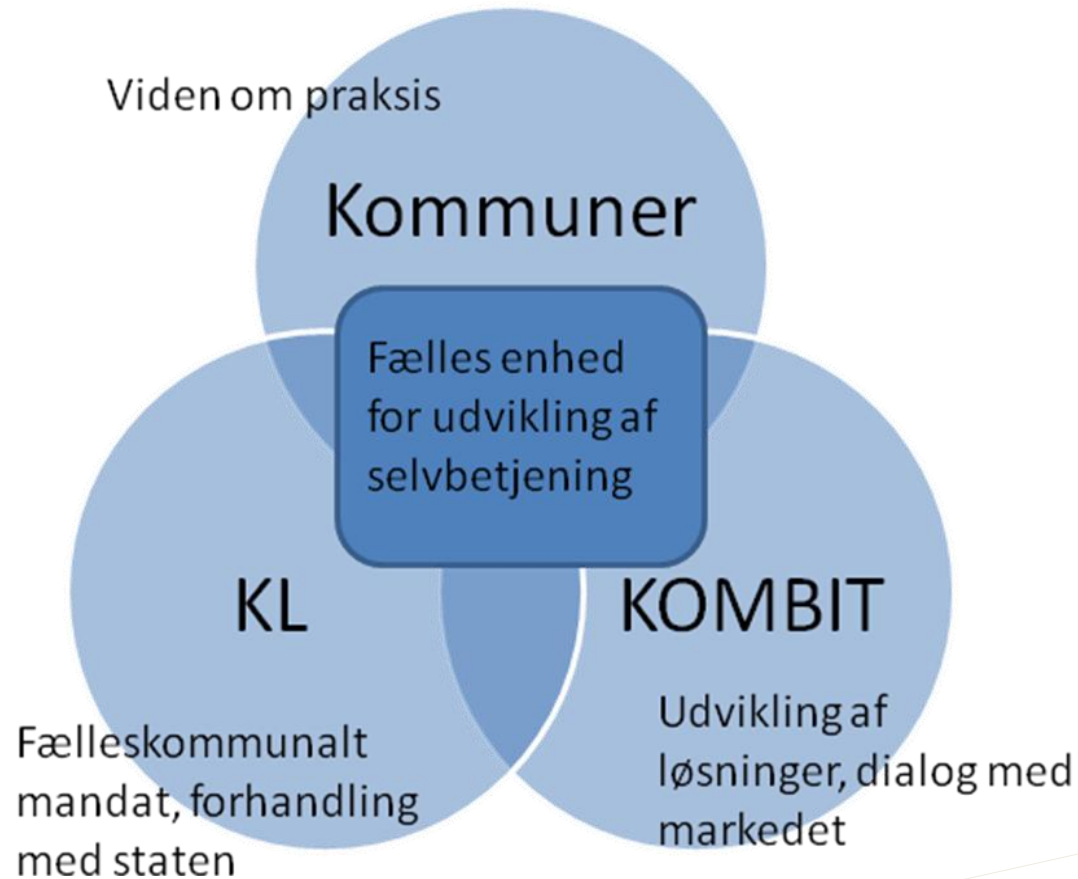 Viden om praksis
Kommuner
Fælles enhed
for udvikling af
selvbetjening
KL
KOMBIT
Fælleskommunalt
mandat, forhandling
med staten
Udvikling af
løsninger, dialog med
markedet